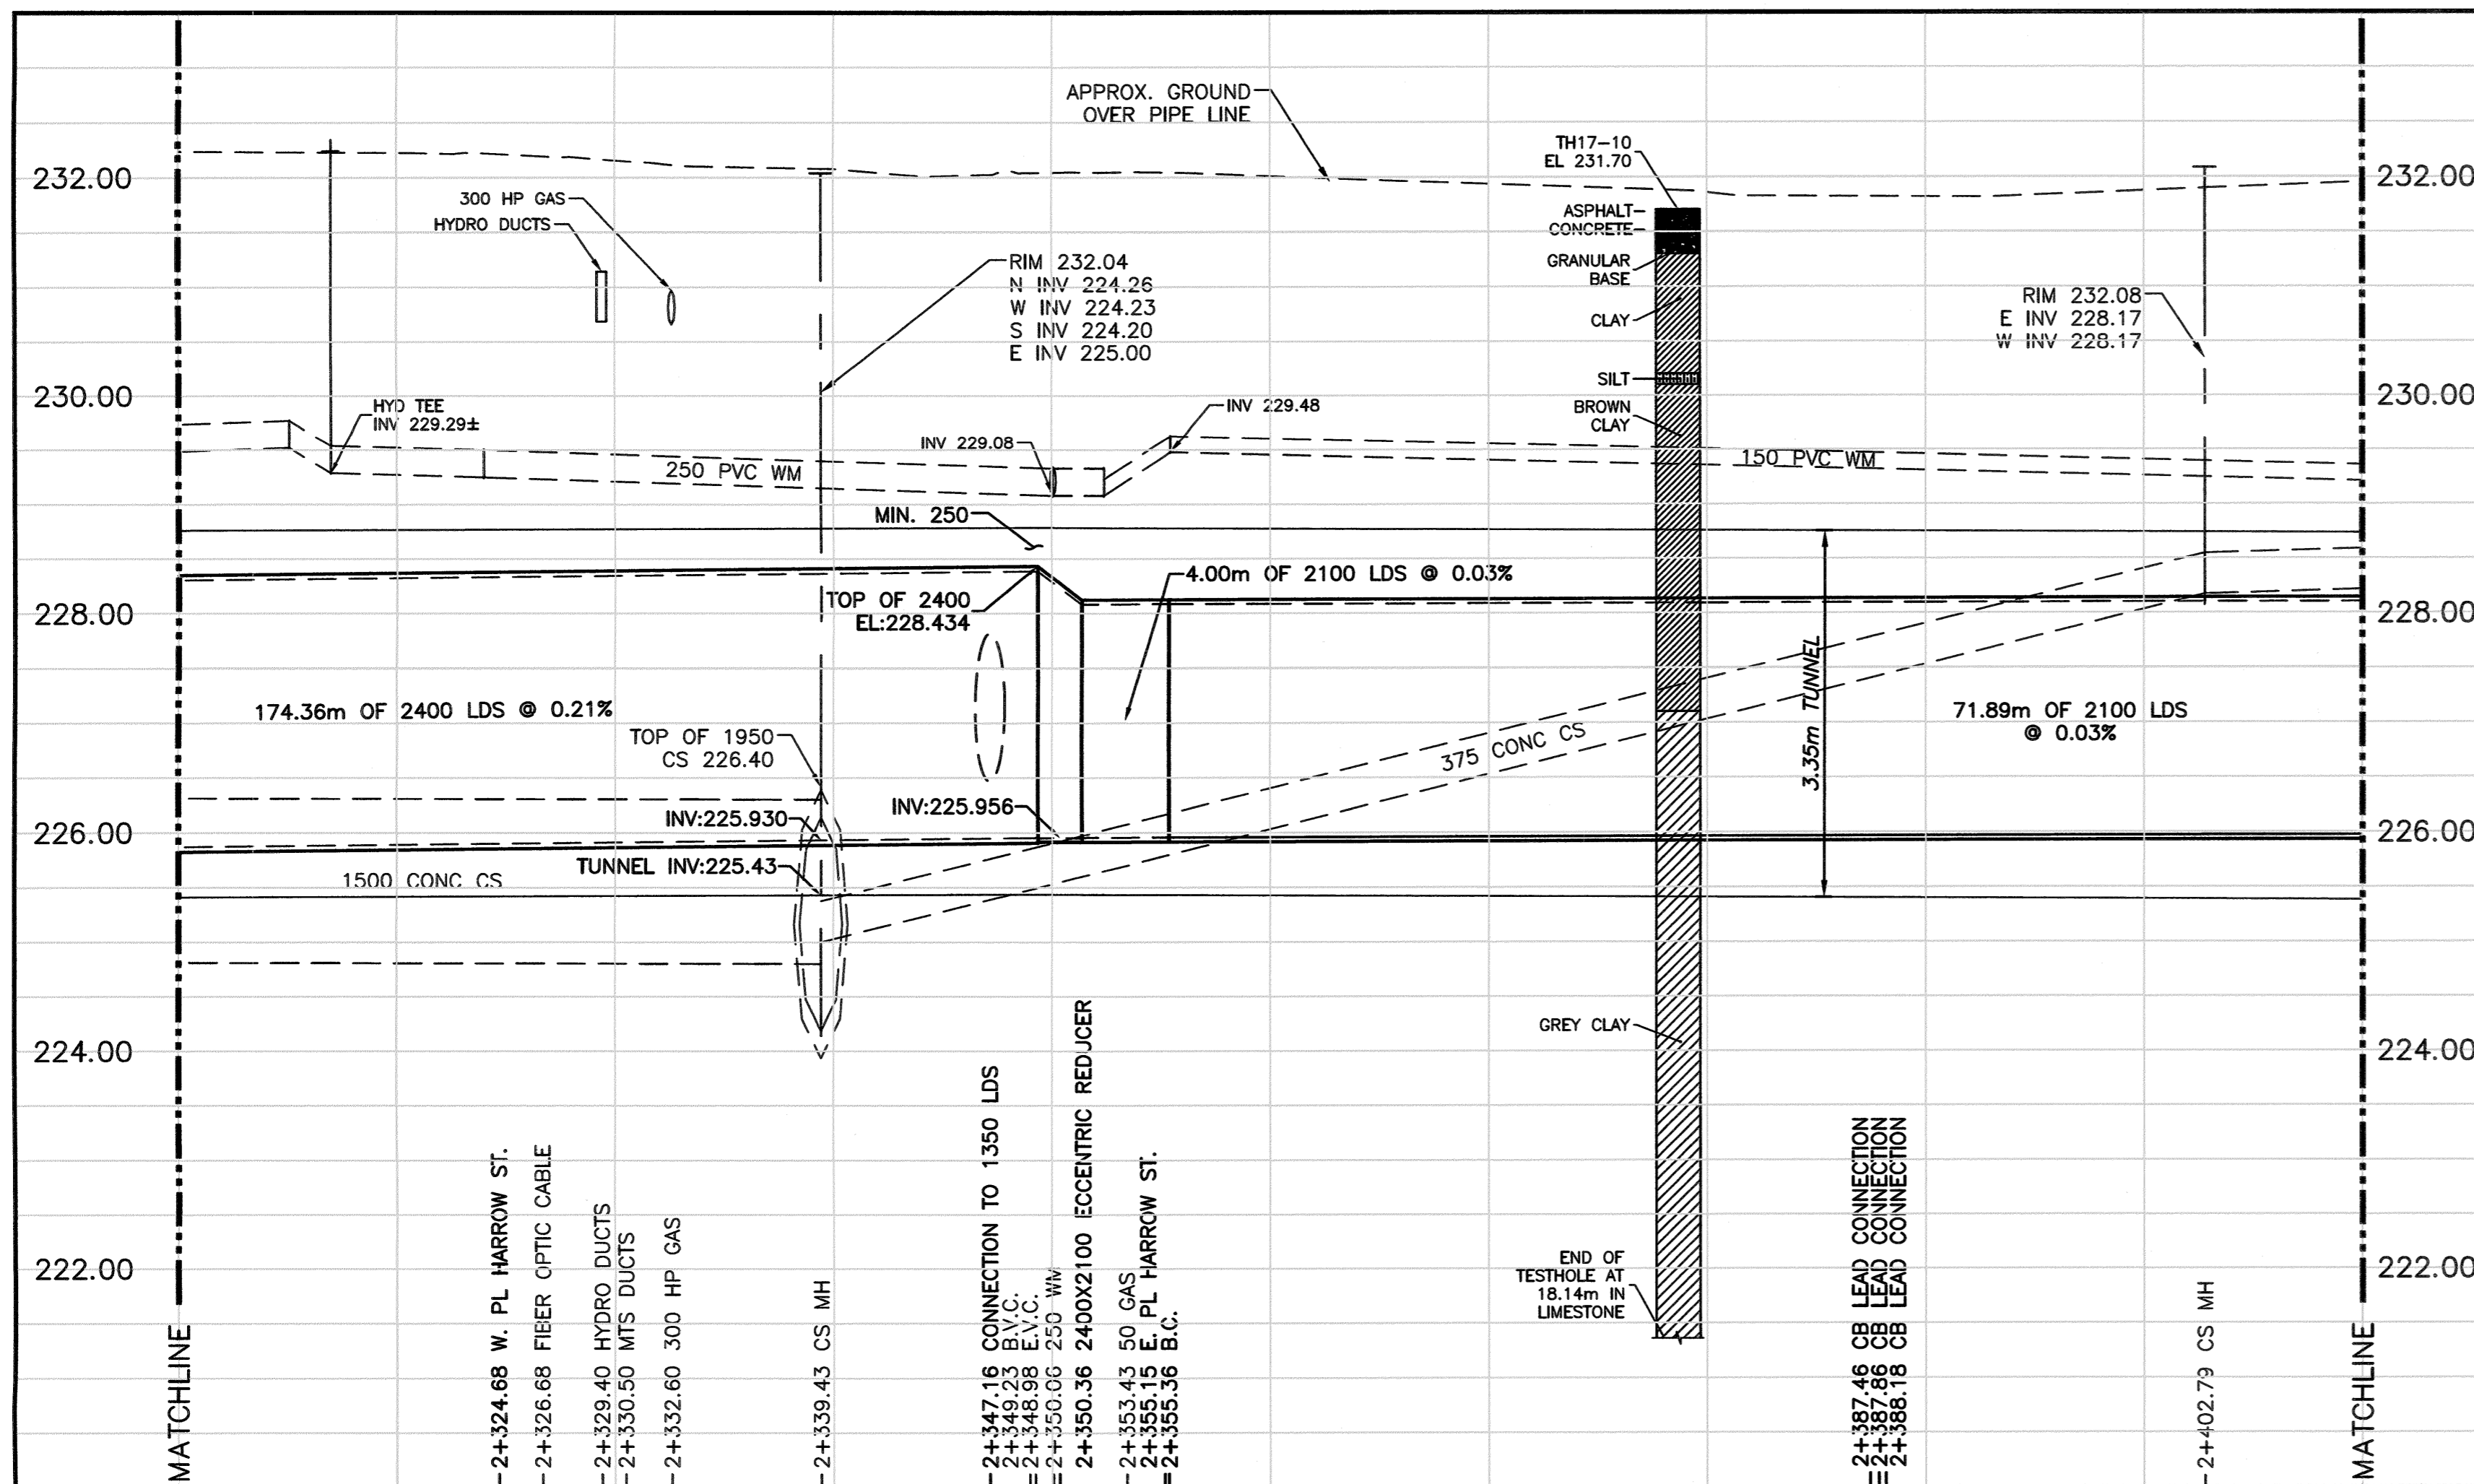 APPROX. GROUND
OVER PIPE LINE
TH17-10
EL 231.70
232.00
232.00
300 HP GAS
HYDRO DUCTS
ASPHALT
CONCRETE
GRANULAR
BASE
CLAY
RIM 232.04
N INV 224.26
W INV 224.23
S INV 224.20
E INV 225.00
RIM 232.08
E INV 228.17
W INV 228.17
SILT
BROWN
CLAY
230.00
230.00
HYD TEE
INV 229.29±
INV 229.48
INV 229.08
250 PVC WM
150 PVC WM
MIN. 250
4.00m OF 2100 LDS @ 0.03%
TOP OF 2400
EL:228.434
228.00
228.00
174.36m OF 2400 LDS @ 0.21%
TOP OF 1950
CS 226.40
375 CONC CS
3.35m TUNNEL
71.89m OF 2100 LDS
@ 0.03%
INV:225.930
INV:225.956
226.00
226.00
TUNNEL INV:225.43
1500 CONC CS
GREY CLAY
224.00
224.00
END OF
TESTHOLE AT
18.14m IN
LIMESTONE
222.00
222.00
MATCHLINE
2+324.68 W. PL HARROW ST.
2+326.68 FIBER OPTIC CABLE
2+329.40 HYDRO DUCTS
2+330.50 MTS DUCTS
2+332.60 300 HP GAS
2+339.43 CS MH
2+347.16 CONNECTION TO 1350 LDS
2+349.23 B.V.C.
2+348.98 E.V.C.
2+350.06 250 WM
2+350.36 2400X2100 ECCENTRIC REDUCER
2+353.43 50 GAS
2+355.15 E. PL HARROW ST.
2+355.36 B.C.
2+387.46 CB LEAD CONNECTION
2+387.86 CB LEAD CONNECTION
2+388.18 CB LEAD CONNECTION
2+402.79 CS MH
MATCHLINE